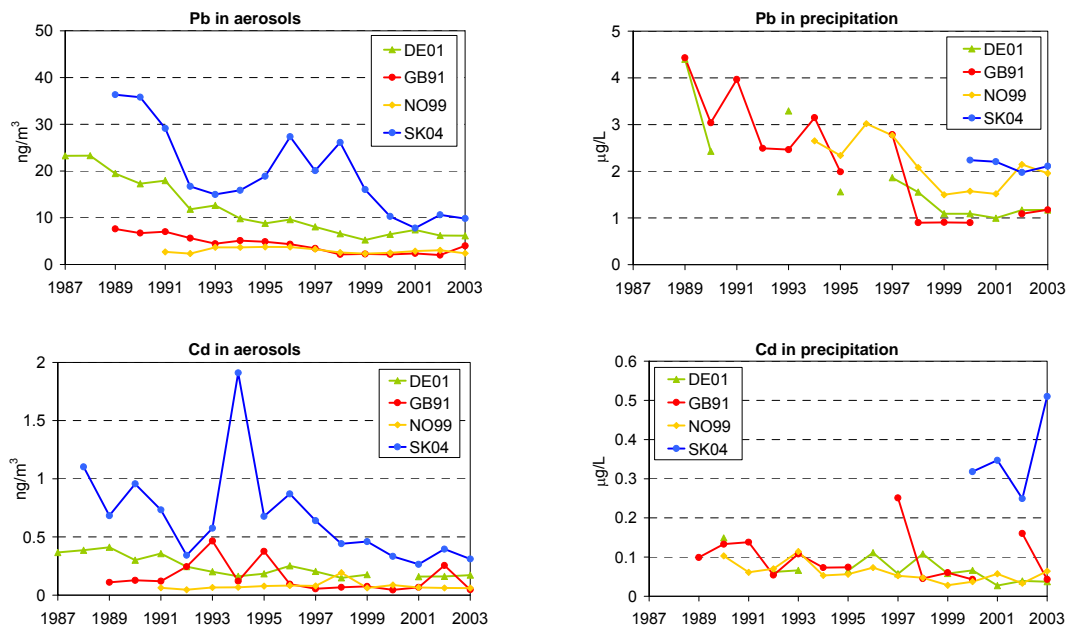 Pb in aerosols
50
40
30
20
10
0
ng/m³
DE01
GB91
NO99
SK04
1987 1989 1991 1993 1995 1997 1999 2001 2003
Pb in precipitation
5
4
3
2
1
0
µg/L
DE01
GB91
NO99
SK04
1987 1989 1991 1993 1995 1997 1999 2001 2003
Cd in aerosols
2
1.5
1
0.5
0
ng/m³
DE01
GB91
NO99
SK04
1987 1989 1991 1993 1995 1997 1999 2001 2003
Cd in precipitation
0.6
0.5
0.4
0.3
0.2
0.1
0
µg/L
DE01
GB91
NO99
SK04
1987 1989 1991 1993 1995 1997 1999 2001 2003